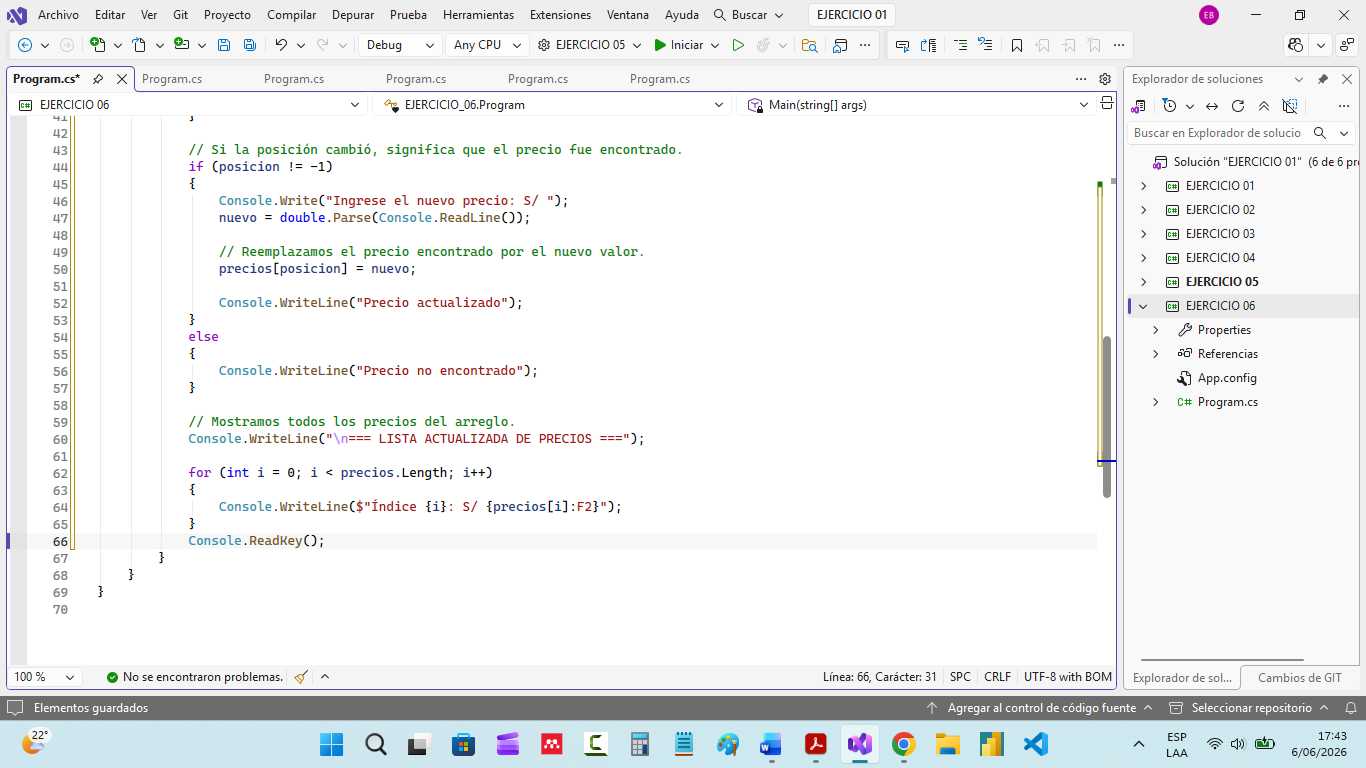 Archivo Editar Ver Git Proyecto Compilar Depurar Prueba Herramientas Extensiones Ventana Ayuda Buscar EJERCICIO 01 EB
Debug Any CPU EJERCICIO 05 Iniciar
Program.cs* Program.cs Program.cs Program.cs Program.cs Program.cs
EJERCICIO 06 EJERCICIO_06.Program Main(string[] args)
41 }
42
43 // Si la posición cambió, significa que el precio fue encontrado.
44 if (posicion != -1)
45 {
46 Console.Write("Ingrese el nuevo precio: S/ ");
47 nuevo = double.Parse(Console.ReadLine());
48
49 // Reemplazamos el precio encontrado por el nuevo valor.
50 precios[posicion] = nuevo;
51
52 Console.WriteLine("Precio actualizado");
53 }
54 else
55 {
56 Console.WriteLine("Precio no encontrado");
57 }
58
59 // Mostramos todos los precios del arreglo.
60 Console.WriteLine("\n=== LISTA ACTUALIZADA DE PRECIOS ===");
61
62 for (int i = 0; i < precios.Length; i++)
63 {
64 Console.WriteLine($"Índice {i}: S/ {precios[i]:F2}");
65 }
66 Console.ReadKey();
67 }
68 }
69 }
70
100 % No se encontraron problemas. Línea: 66, Carácter: 31 SPC CRLF UTF-8 with BOM
Explorador de soluciones
Buscar en Explorador de solucio
Solución "EJERCICIO 01" (6 de 6 pr
C# EJERCICIO 01
C# EJERCICIO 02
C# EJERCICIO 03
C# EJERCICIO 04
C# EJERCICIO 05
C# EJERCICIO 06
Properties
Referencias
App.config
C# Program.cs
Explorador de sol... Cambios de GIT
Elementos guardados Agregar al control de código fuente Seleccionar repositorio
22° ESP LAA 17:43 6/06/2026